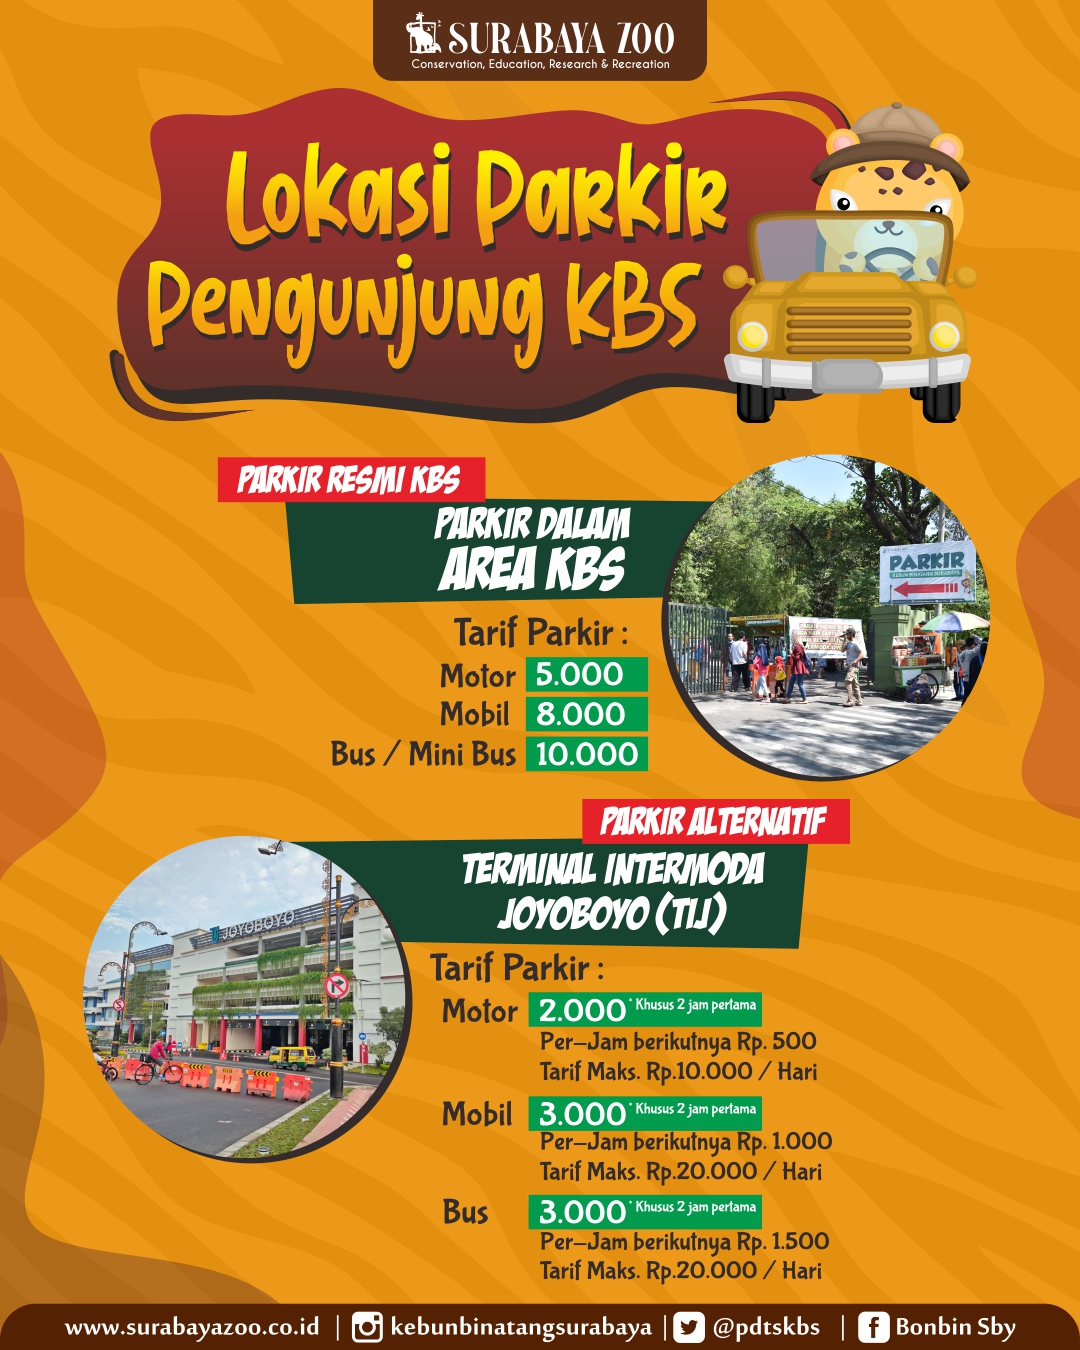 SURABAYA ZOO
Conservation, Education, Research & Recreation
Lokasi Parkir
Pengunjung KBS
PARKIR RESMI KBS
PARKIR DALAM
AREA KBS
PARKIR
KEBUN BINATANG SURABAYA
Tarif Parkir :
Motor 5.000
Mobil 8.000
Bus / Mini Bus 10.000
PARKIR ALTERNATIF
TERMINAL INTERMODA
JOYOBOYO (TIJ)
JOYOBOYO
Tarif Parkir :
Motor 2.000 * Khusus 2 jam pertama
Per-Jam berikutnya Rp. 500
Tarif Maks. Rp.10.000 / Hari
Mobil 3.000 * Khusus 2 jam pertama
Per-Jam berikutnya Rp. 1.000
Tarif Maks. Rp.20.000 / Hari
Bus 3.000 * Khusus 2 jam pertama
Per-Jam berikutnya Rp. 1.500
Tarif Maks. Rp.20.000 / Hari
www.surabayazoo.co.id | kebunbinatangsurabaya | @pdtskbs | Bonbin Sby